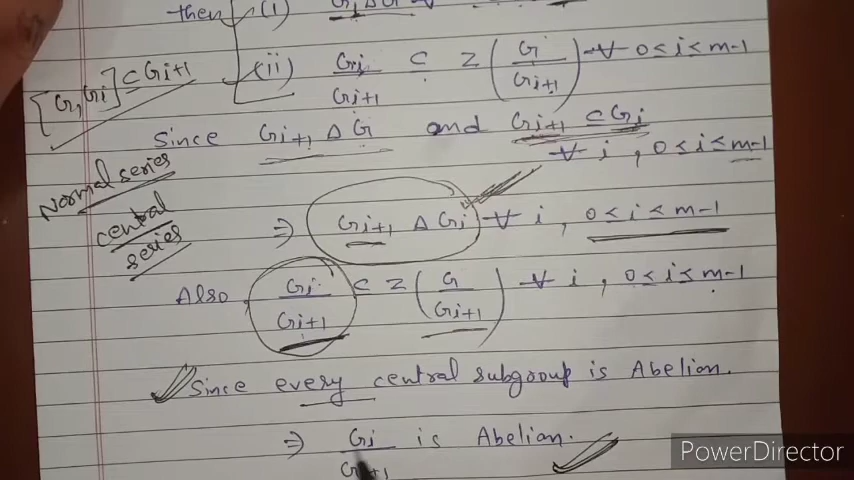 then (i) Gi Δ G ∀
(ii) Gi/Gi+1 ⊆ Z(G/Gi+1) ∀ 0≤i≤m-1
[G,Gi] ⊆ Gi+1
Since Gi+1 Δ G and Gi+1 ⊆ Gi
∀ i, 0≤i≤m-1
Normal series
central
series
⇒ Gi+1 Δ Gi ∀ i, 0≤i≤m-1
Also, Gi/Gi+1 ⊆ Z(G/Gi+1) ∀ i, 0≤i≤m-1
Since every central subgroup is Abelian.
⇒ Gi/Gi+1 is Abelian.
PowerDirector